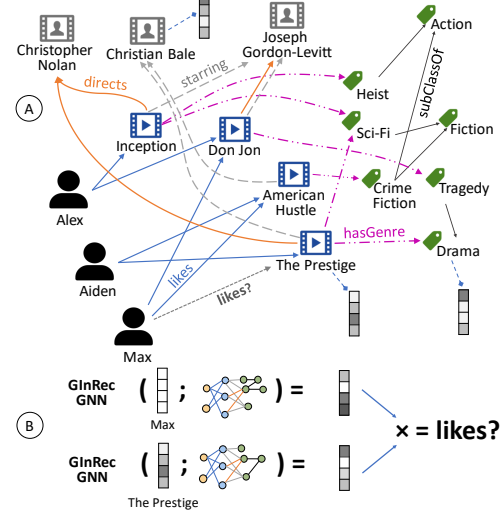 Christopher
Nolan
Christian Bale
Joseph
Gordon-Levitt
Action
directs
starring
subClassOf
Heist
A
Sci-Fi
Fiction
Inception
Don Jon
Alex
American
Hustle
Crime
Fiction
Tragedy
Aiden
likes
hasGenre
The Prestige
Drama
likes?
Max
GInRec
GNN
( ; ) =
Max
B
× = likes?
GInRec
GNN
( ; ) =
The Prestige